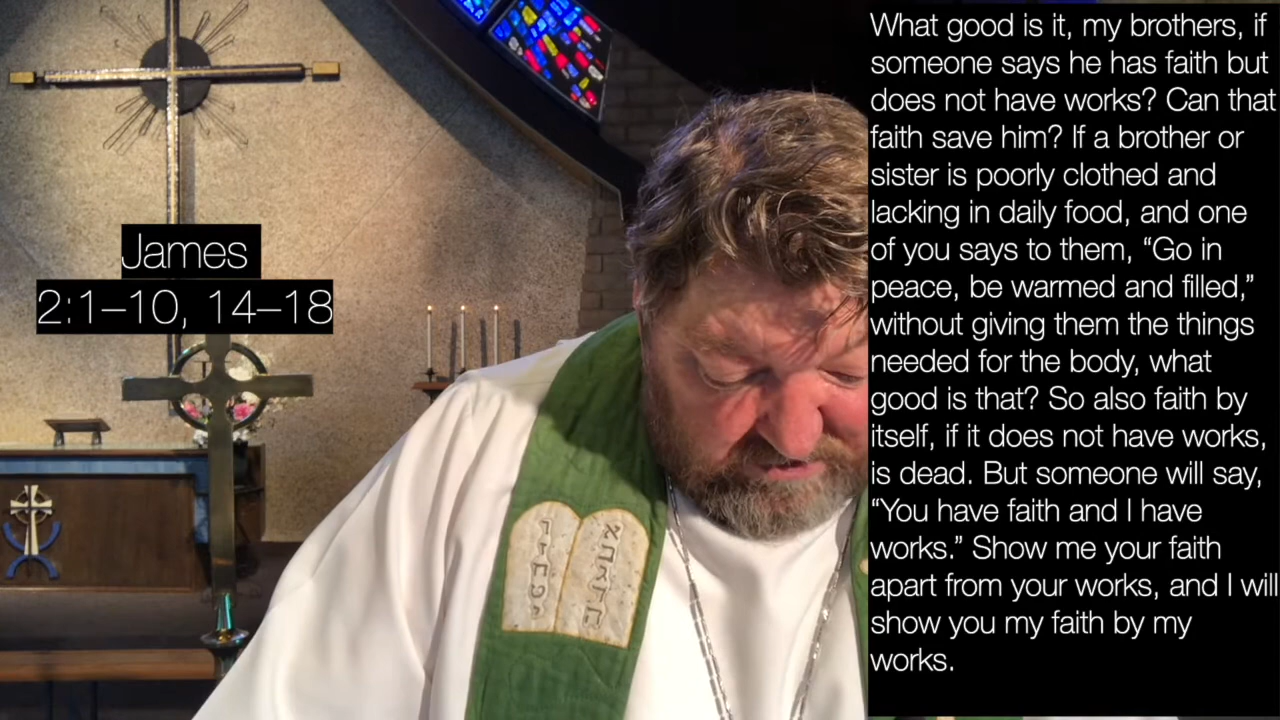 James
2:1–10, 14–18
What good is it, my brothers, if
someone says he has faith but
does not have works? Can that
faith save him? If a brother or
sister is poorly clothed and
lacking in daily food, and one
of you says to them, “Go in
peace, be warmed and filled,”
without giving them the things
needed for the body, what
good is that? So also faith by
itself, if it does not have works,
is dead. But someone will say,
“You have faith and I have
works.” Show me your faith
apart from your works, and I will
show you my faith by my
works.